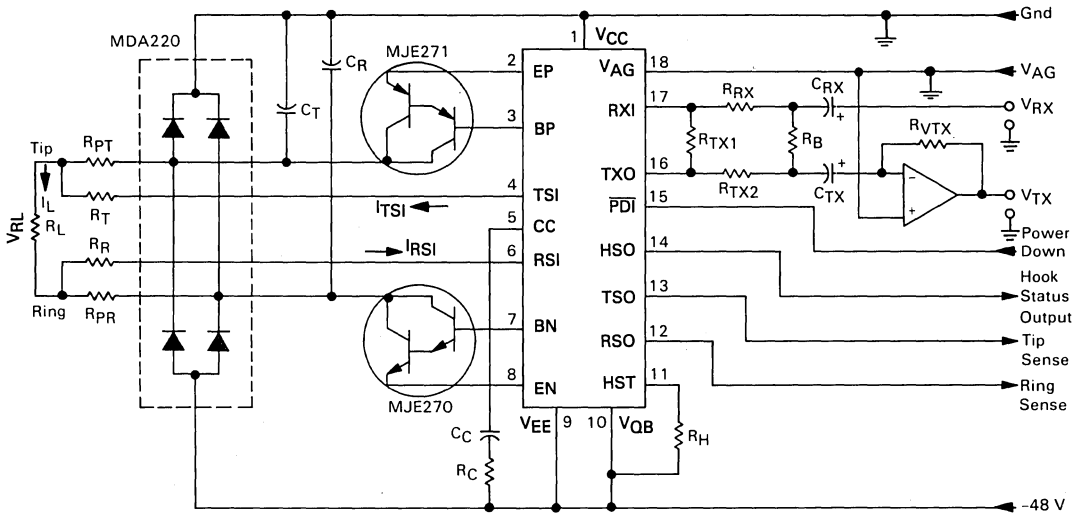 Gnd
MDA220
1 VCC
MJE271
CR
CT
2 EP
3 BP
VAG 18
VAG
RXI 17
RRX
CRX
+
VRX
RTX1
RB
RVTX
Tip
RPT
IL
RL
VRL
RT
4 TSI
ITSI
TXO 16
RTX2
CTX
+
−
+
VTX
5 CC
PDI 15
Power
Down
RR
IRSI
6 RSI
HSO 14
Hook
Status
Output
Ring
RPR
TSO 13
Tip
Sense
7 BN
RSO 12
Ring
Sense
8 EN
HST 11
MJE270
VEE 9
10 VQB
RH
CC
RC
−48 V